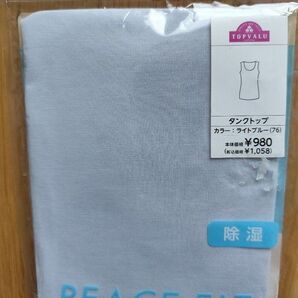 TOPVALU
タンクトップ
カラー：ライトブルー(76)
本体価格 ¥980
(税込価格 ¥1,058)
除湿
PEACE FIT